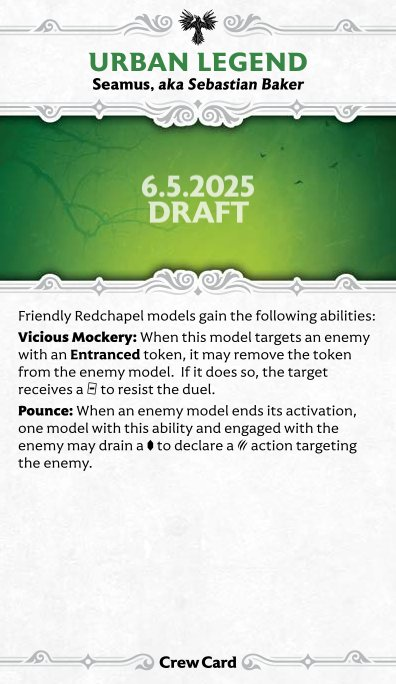 URBAN LEGEND
Seamus, aka Sebastian Baker
6.5.2025
DRAFT
Friendly Redchapel models gain the following abilities:
Vicious Mockery: When this model targets an enemy
with an Entranced token, it may remove the token
from the enemy model.  If it does so, the target
receives a to resist the duel.
Pounce: When an enemy model ends its activation,
one model with this ability and engaged with the
enemy may drain a to declare a action targeting
the enemy.
Crew Card